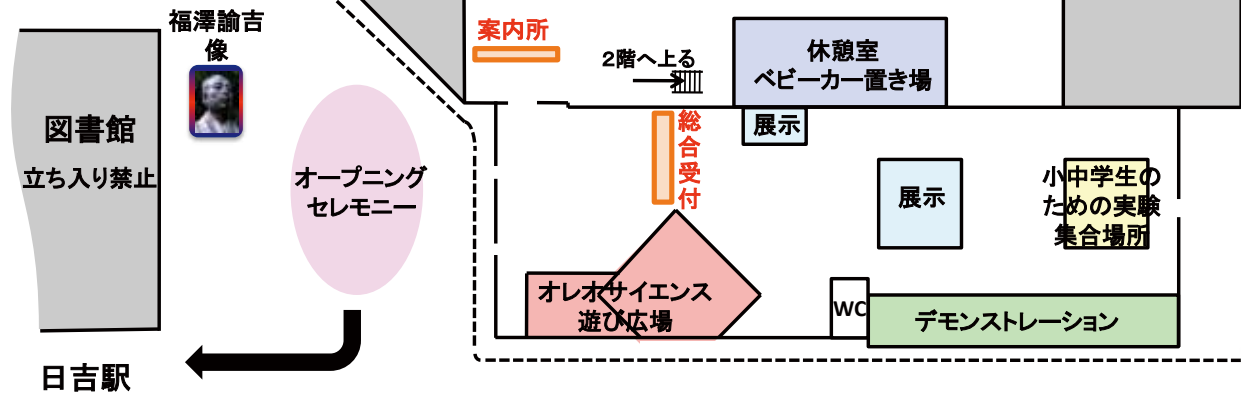 福澤諭吉
像
図書館
立ち入り禁止
オープニング
セレモニー
日吉駅
案内所
２階へ上る
休憩室
ベビーカー置き場
総合受付
展示
展示
小中学生の
ための実験
集合場所
オレオサイエンス
遊び広場
WC
デモンストレーション